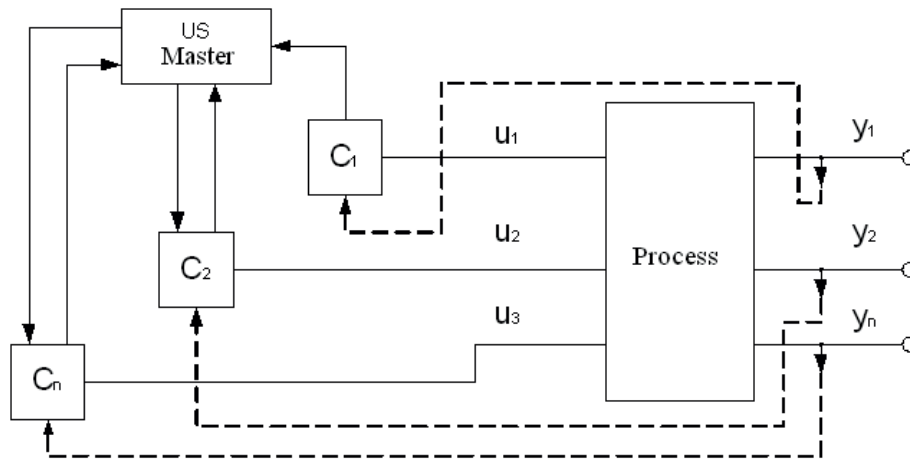 US
Master
C1
u1
y1
C2
u2
Process
y2
u3
yn
Cn